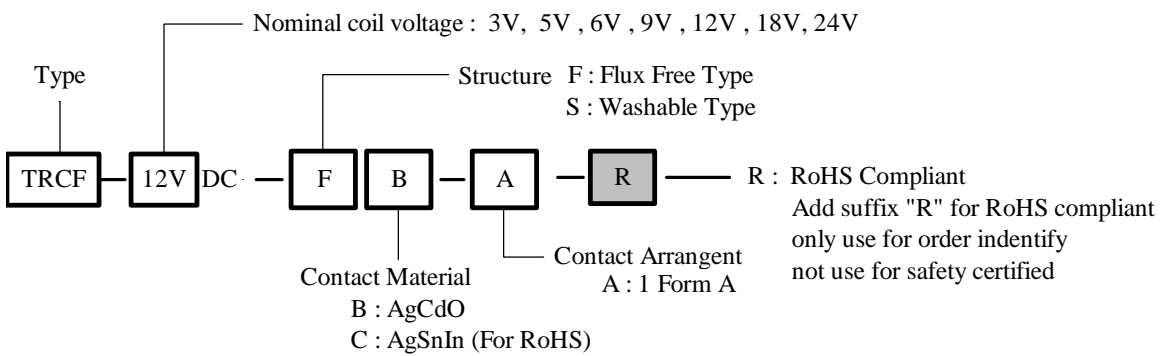 Nominal coil voltage : 3V, 5V , 6V , 9V , 12V , 18V, 24V
Type
Structure F : Flux Free Type
S : Washable Type
TRCF 12V DC F B A R R : RoHS Compliant
Add suffix "R" for RoHS compliant
only use for order indentify
not use for safety certified
Contact Arrangent
A : 1 Form A
Contact Material
B : AgCdO
C : AgSnIn (For RoHS)